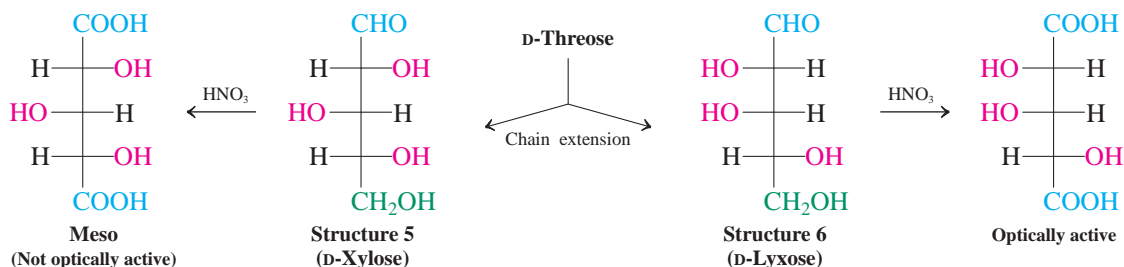 COOH
H OH
HO H
H OH
COOH
Meso
(Not optically active)
HNO₃
CHO
H OH
HO H
H OH
CH₂OH
Structure 5
(D-Xylose)
D-Threose
Chain extension
CHO
HO H
HO H
H OH
CH₂OH
Structure 6
(D-Lyxose)
HNO₃
COOH
HO H
HO H
H OH
COOH
Optically active